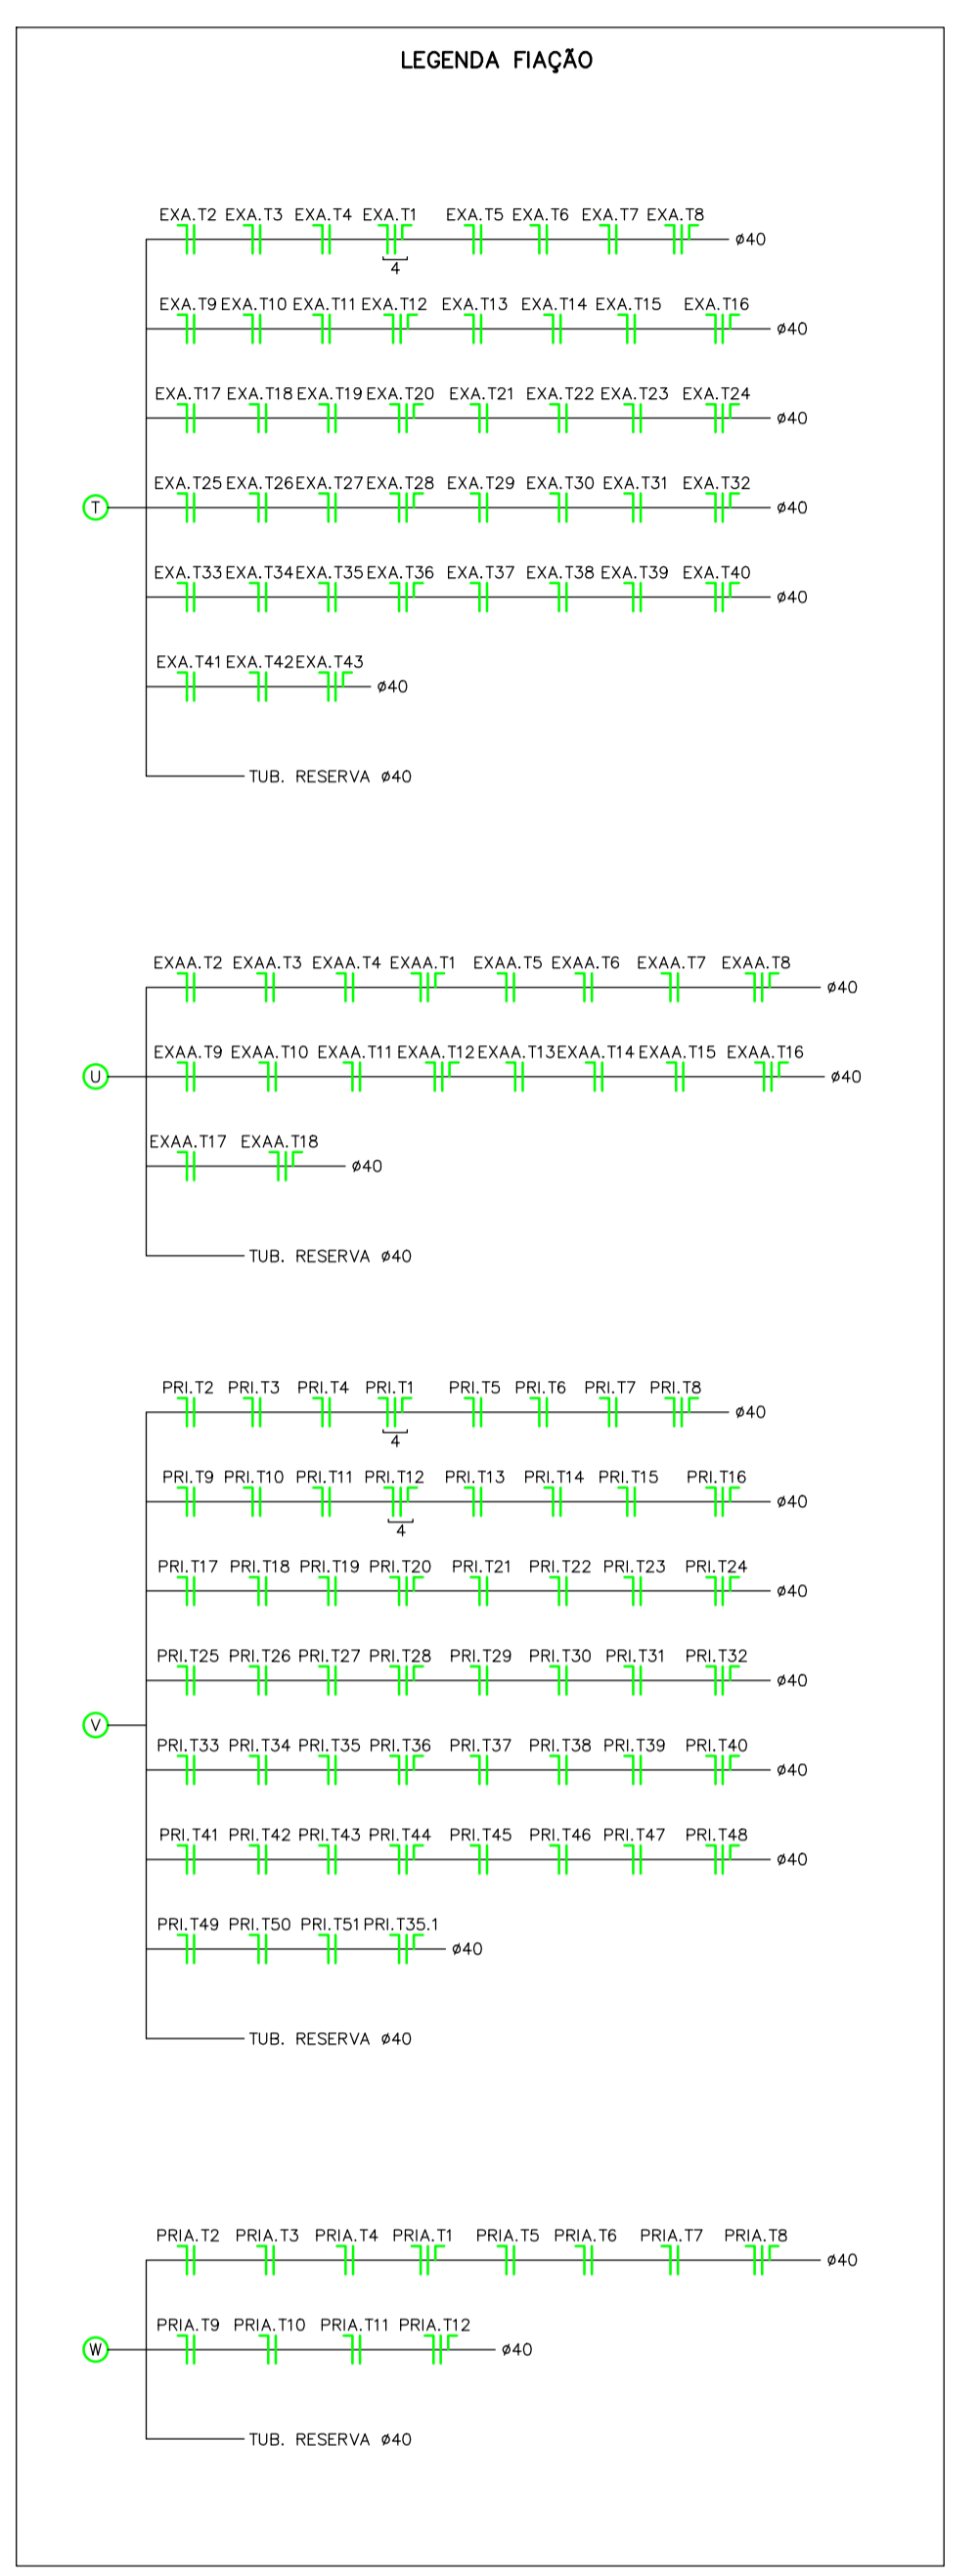 LEGENDA FIAÇÃO
EXA.T2 EXA.T3 EXA.T4 EXA.T1 EXA.T5 EXA.T6 EXA.T7 EXA.T8
ø40
4
EXA.T9 EXA.T10 EXA.T11 EXA.T12 EXA.T13 EXA.T14 EXA.T15 EXA.T16
ø40
EXA.T17 EXA.T18 EXA.T19 EXA.T20 EXA.T21 EXA.T22 EXA.T23 EXA.T24
ø40
EXA.T25 EXA.T26 EXA.T27 EXA.T28 EXA.T29 EXA.T30 EXA.T31 EXA.T32
T ø40
EXA.T33 EXA.T34 EXA.T35 EXA.T36 EXA.T37 EXA.T38 EXA.T39 EXA.T40
ø40
EXA.T41 EXA.T42 EXA.T43
ø40
TUB. RESERVA ø40
EXAA.T2 EXAA.T3 EXAA.T4 EXAA.T1 EXAA.T5 EXAA.T6 EXAA.T7 EXAA.T8
ø40
EXAA.T9 EXAA.T10 EXAA.T11 EXAA.T12 EXAA.T13 EXAA.T14 EXAA.T15 EXAA.T16
U ø40
EXAA.T17 EXAA.T18
ø40
TUB. RESERVA ø40
PRI.T2 PRI.T3 PRI.T4 PRI.T1 PRI.T5 PRI.T6 PRI.T7 PRI.T8
ø40
4
PRI.T9 PRI.T10 PRI.T11 PRI.T12 PRI.T13 PRI.T14 PRI.T15 PRI.T16
ø40
4
PRI.T17 PRI.T18 PRI.T19 PRI.T20 PRI.T21 PRI.T22 PRI.T23 PRI.T24
ø40
PRI.T25 PRI.T26 PRI.T27 PRI.T28 PRI.T29 PRI.T30 PRI.T31 PRI.T32
ø40
V
PRI.T33 PRI.T34 PRI.T35 PRI.T36 PRI.T37 PRI.T38 PRI.T39 PRI.T40
ø40
PRI.T41 PRI.T42 PRI.T43 PRI.T44 PRI.T45 PRI.T46 PRI.T47 PRI.T48
ø40
PRI.T49 PRI.T50 PRI.T51 PRI.T35.1
ø40
TUB. RESERVA ø40
PRIA.T2 PRIA.T3 PRIA.T4 PRIA.T1 PRIA.T5 PRIA.T6 PRIA.T7 PRIA.T8
ø40
PRIA.T9 PRIA.T10 PRIA.T11 PRIA.T12
W ø40
TUB. RESERVA ø40